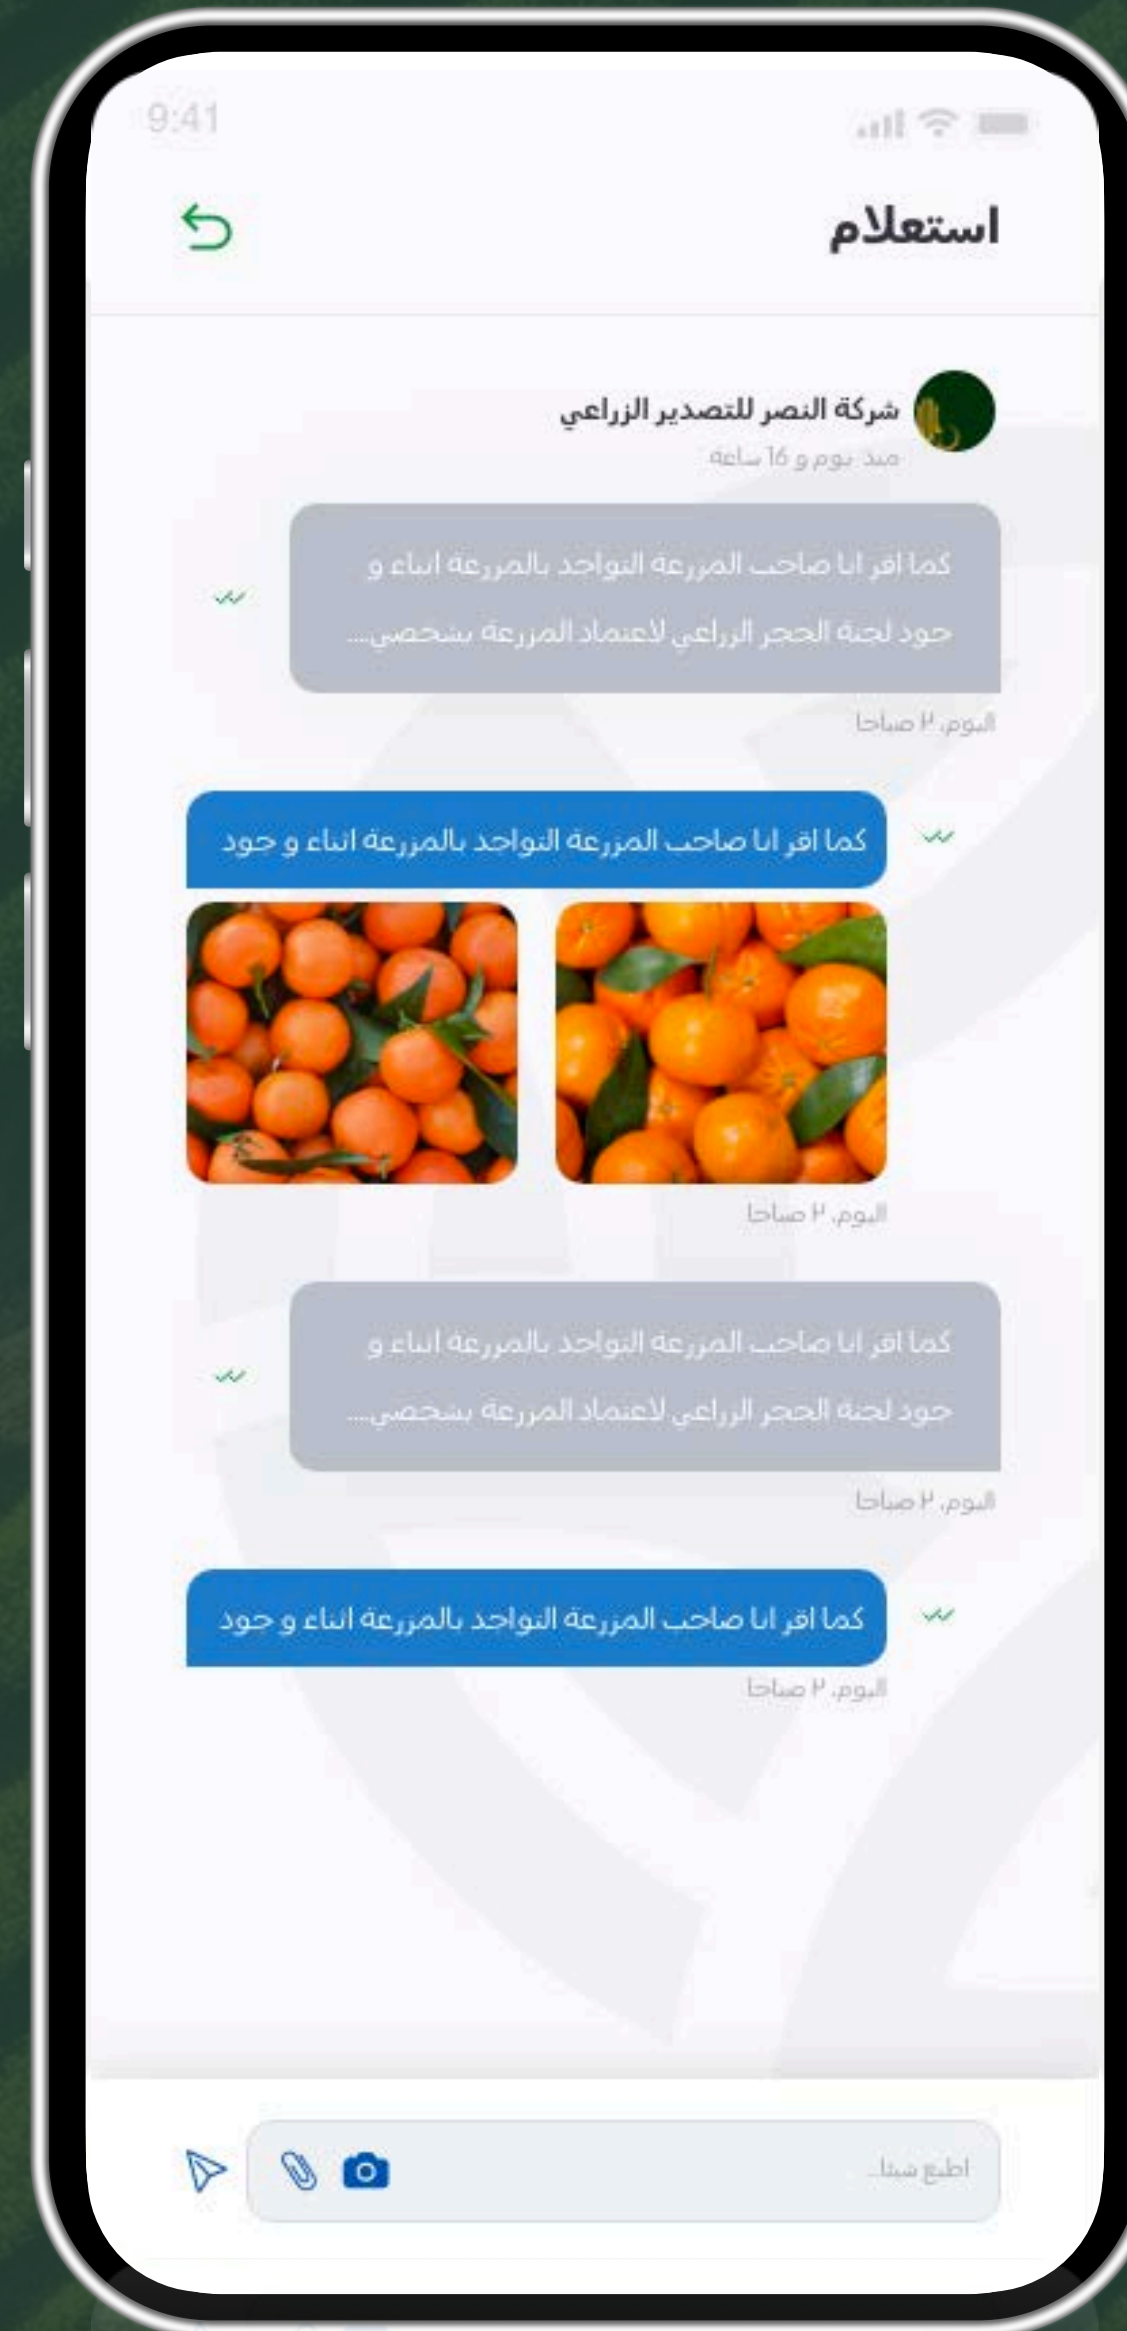 9:41
استعلام
شركة النصر للتصدير الزراعي
منذ يوم و 16 ساعة
كما اقر انا صاحب المزرعة التواجد بالمزرعة اثناء و
جود لجنة الحجر الزراعي لاعتماد المزرعة بشخصي....
اليوم، ٢ صباحا
كما اقر انا صاحب المزرعة التواجد بالمزرعة اثناء و جود
اليوم، ٢ صباحا
كما اقر انا صاحب المزرعة التواجد بالمزرعة اثناء و
جود لجنة الحجر الزراعي لاعتماد المزرعة بشخصي....
اليوم، ٢ صباحا
كما اقر انا صاحب المزرعة التواجد بالمزرعة اثناء و جود
اليوم، ٢ صباحا
اطبع شيئا..